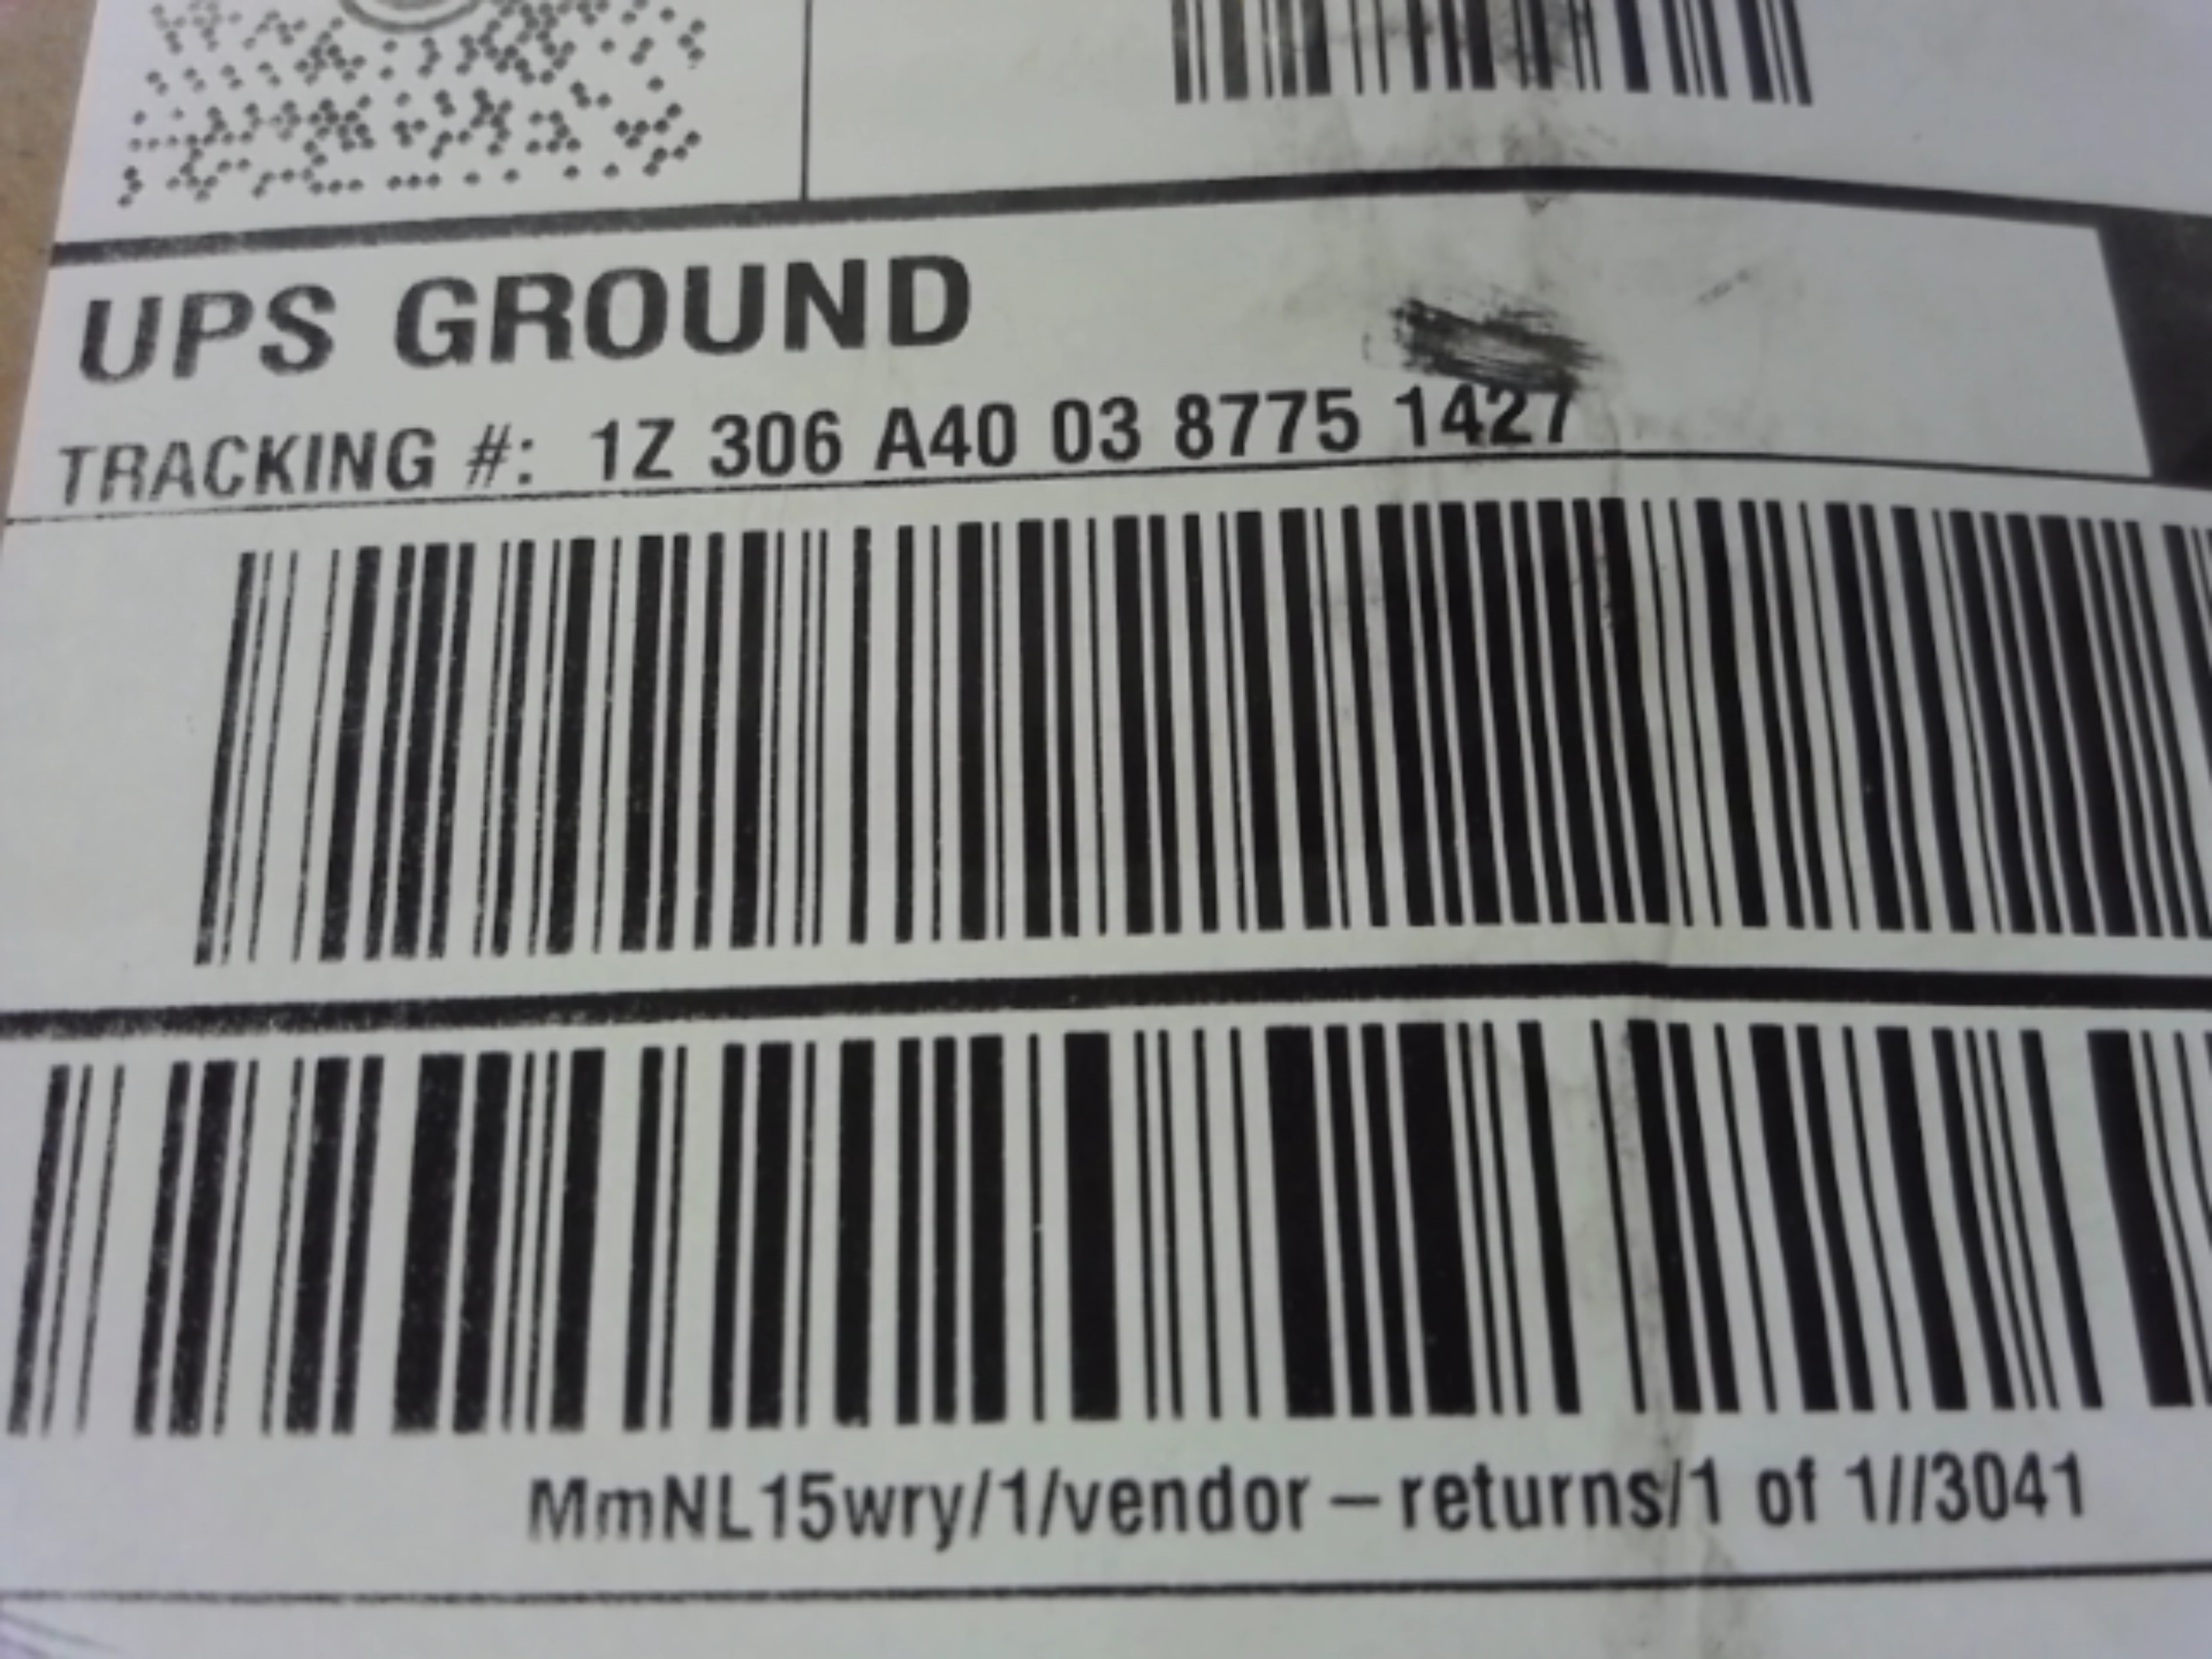 UPS GROUND
TRACKING #: 1Z 306 A40 03 8775 1427
MmNL15wry/1/vendor – returns/1 of 1//3041